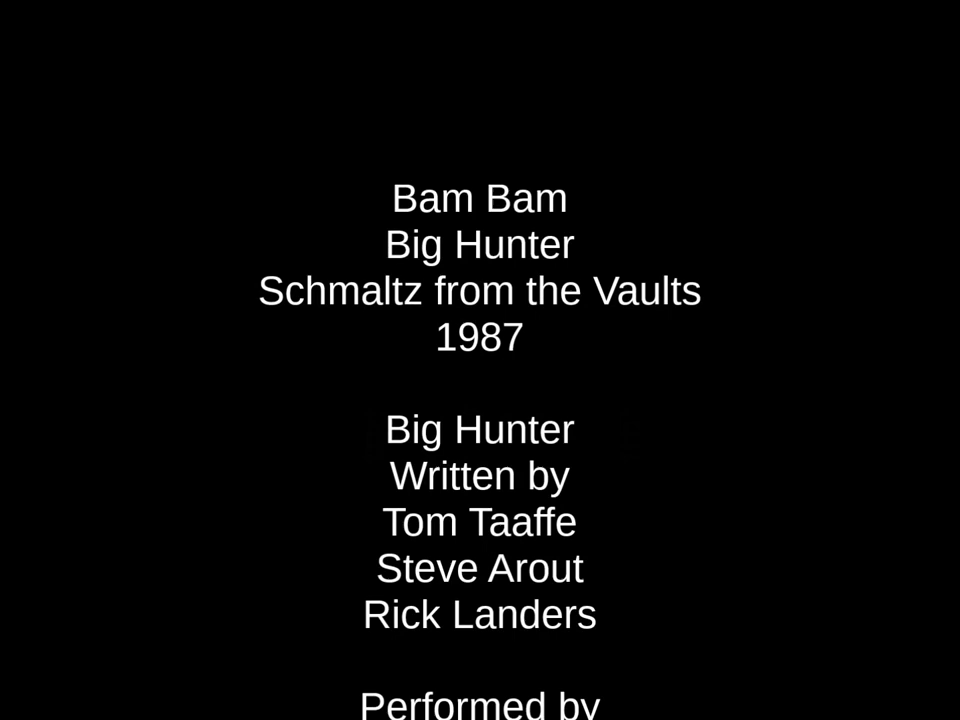 Bam Bam
Big Hunter
Schmaltz from the Vaults
1987
Big Hunter
Written by
Tom Taaffe
Steve Arout
Rick Landers
Performed by